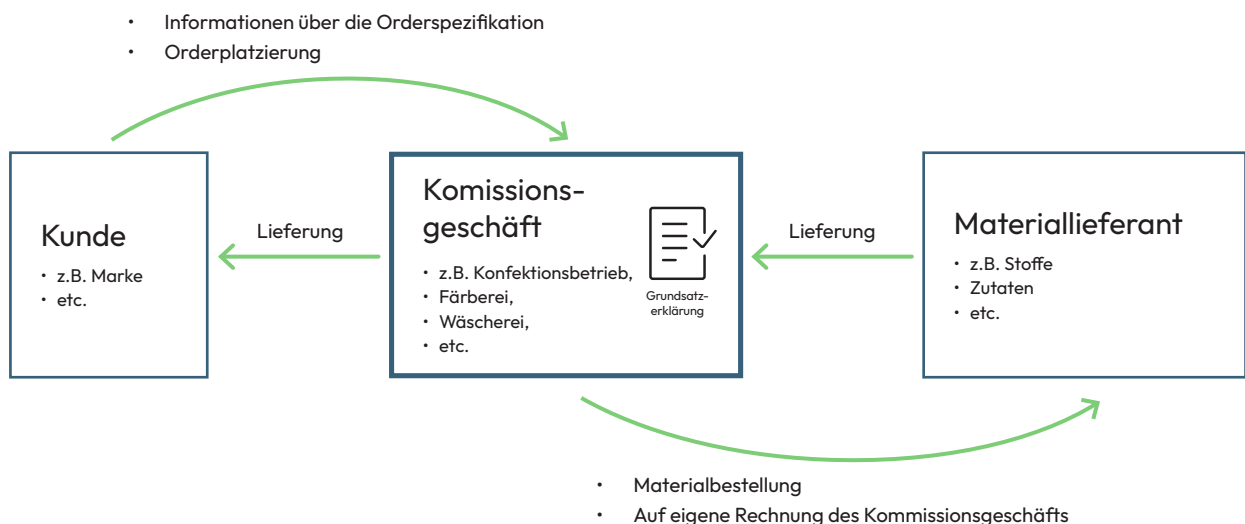 • Informationen über die Orderspezifikation
• Orderplatzierung
Kunde
• z.B. Marke
• etc.
Lieferung
Komissions-
geschäft
• z.B. Konfektionsbetrieb,
• Färberei,
• Wäscherei,
• etc.
Grundsatz-
erklärung
Lieferung
Materiallieferant
• z.B. Stoffe
• Zutaten
• etc.
• Materialbestellung
• Auf eigene Rechnung des Kommissionsgeschäfts